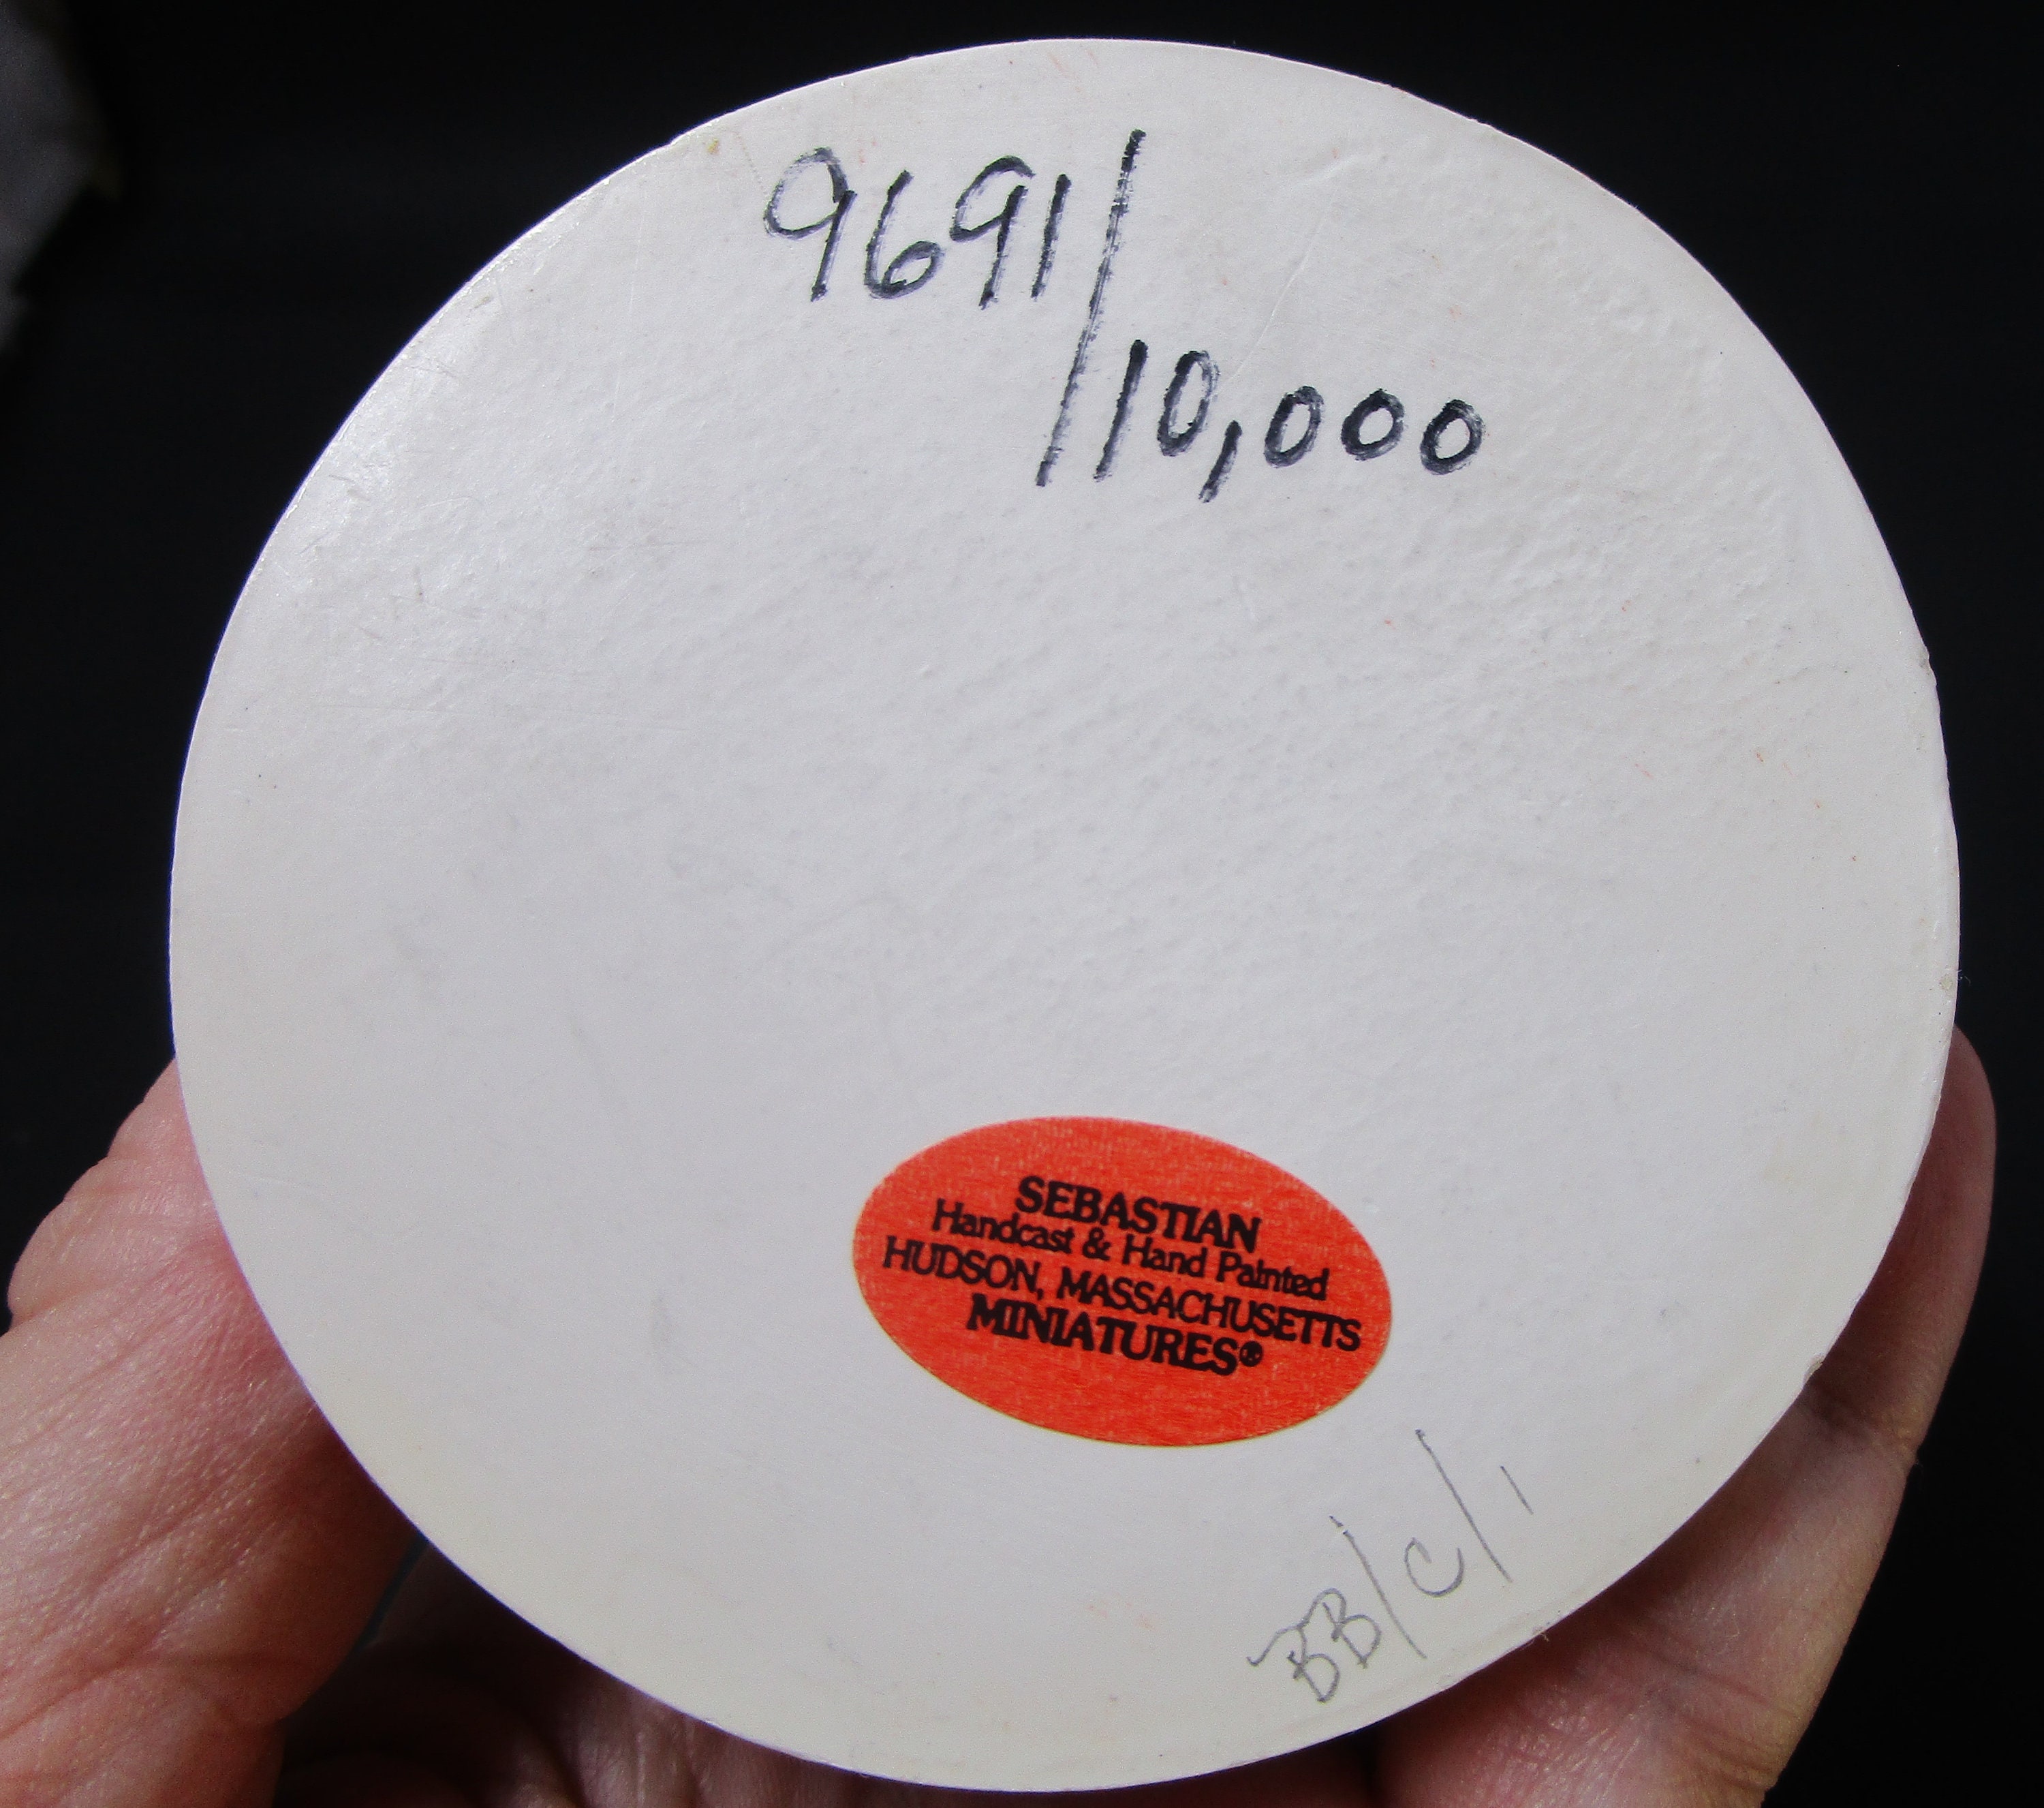 9691/10,000
SEBASTIAN
Handcast & Hand Painted
HUDSON, MASSACHUSETTS
MINIATURES®
BB/C/1